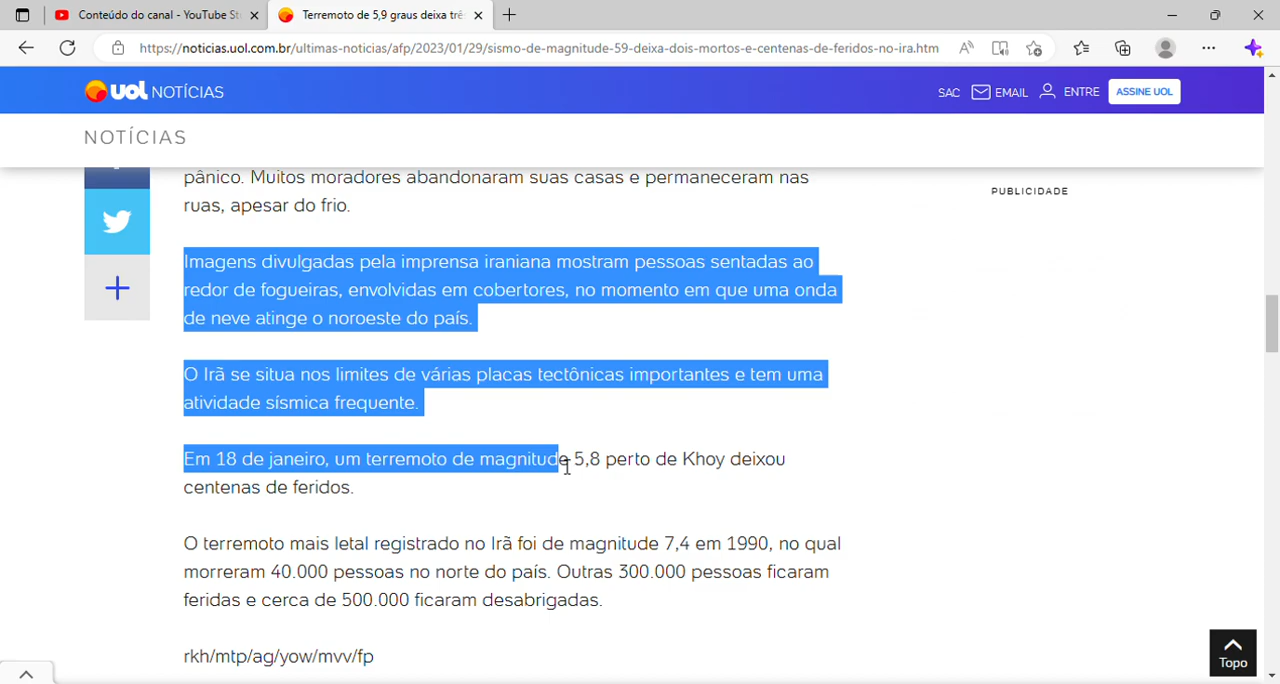 Conteúdo do canal - YouTube St
Terremoto de 5,9 graus deixa trê
https://noticias.uol.com.br/ultimas-noticias/afp/2023/01/29/sismo-de-magnitude-59-deixa-dois-mortos-e-centenas-de-feridos-no-ira.htm
UOL NOTÍCIAS
SAC EMAIL ENTRE ASSINE UOL
NOTÍCIAS
pânico. Muitos moradores abandonaram suas casas e permaneceram nas
ruas, apesar do frio.
PUBLICIDADE
Imagens divulgadas pela imprensa iraniana mostram pessoas sentadas ao
redor de fogueiras, envolvidas em cobertores, no momento em que uma onda
de neve atinge o noroeste do país.
O Irã se situa nos limites de várias placas tectônicas importantes e tem uma
atividade sísmica frequente.
Em 18 de janeiro, um terremoto de magnitude 5,8 perto de Khoy deixou
centenas de feridos.
O terremoto mais letal registrado no Irã foi de magnitude 7,4 em 1990, no qual
morreram 40.000 pessoas no norte do país. Outras 300.000 pessoas ficaram
feridas e cerca de 500.000 ficaram desabrigadas.
rkh/mtp/ag/yow/mvv/fp
Topo